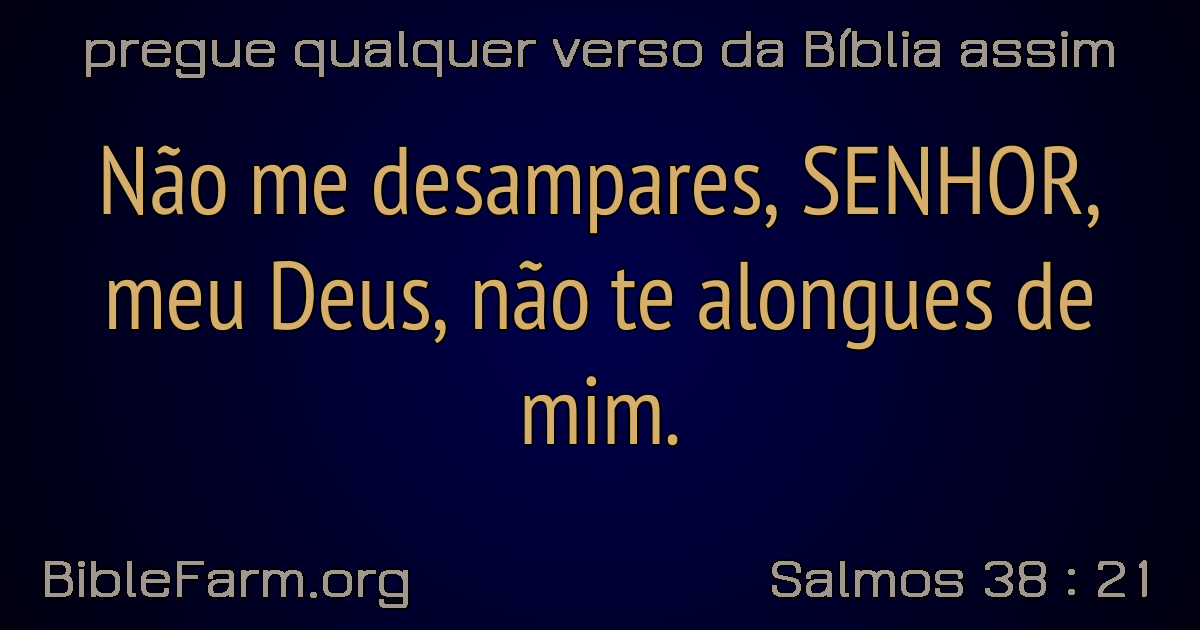 pregue qualquer verso da Bíblia assim
Não me desampares, SENHOR,
meu Deus, não te alongues de
mim.
BibleFarm.org
Salmos 38 : 21